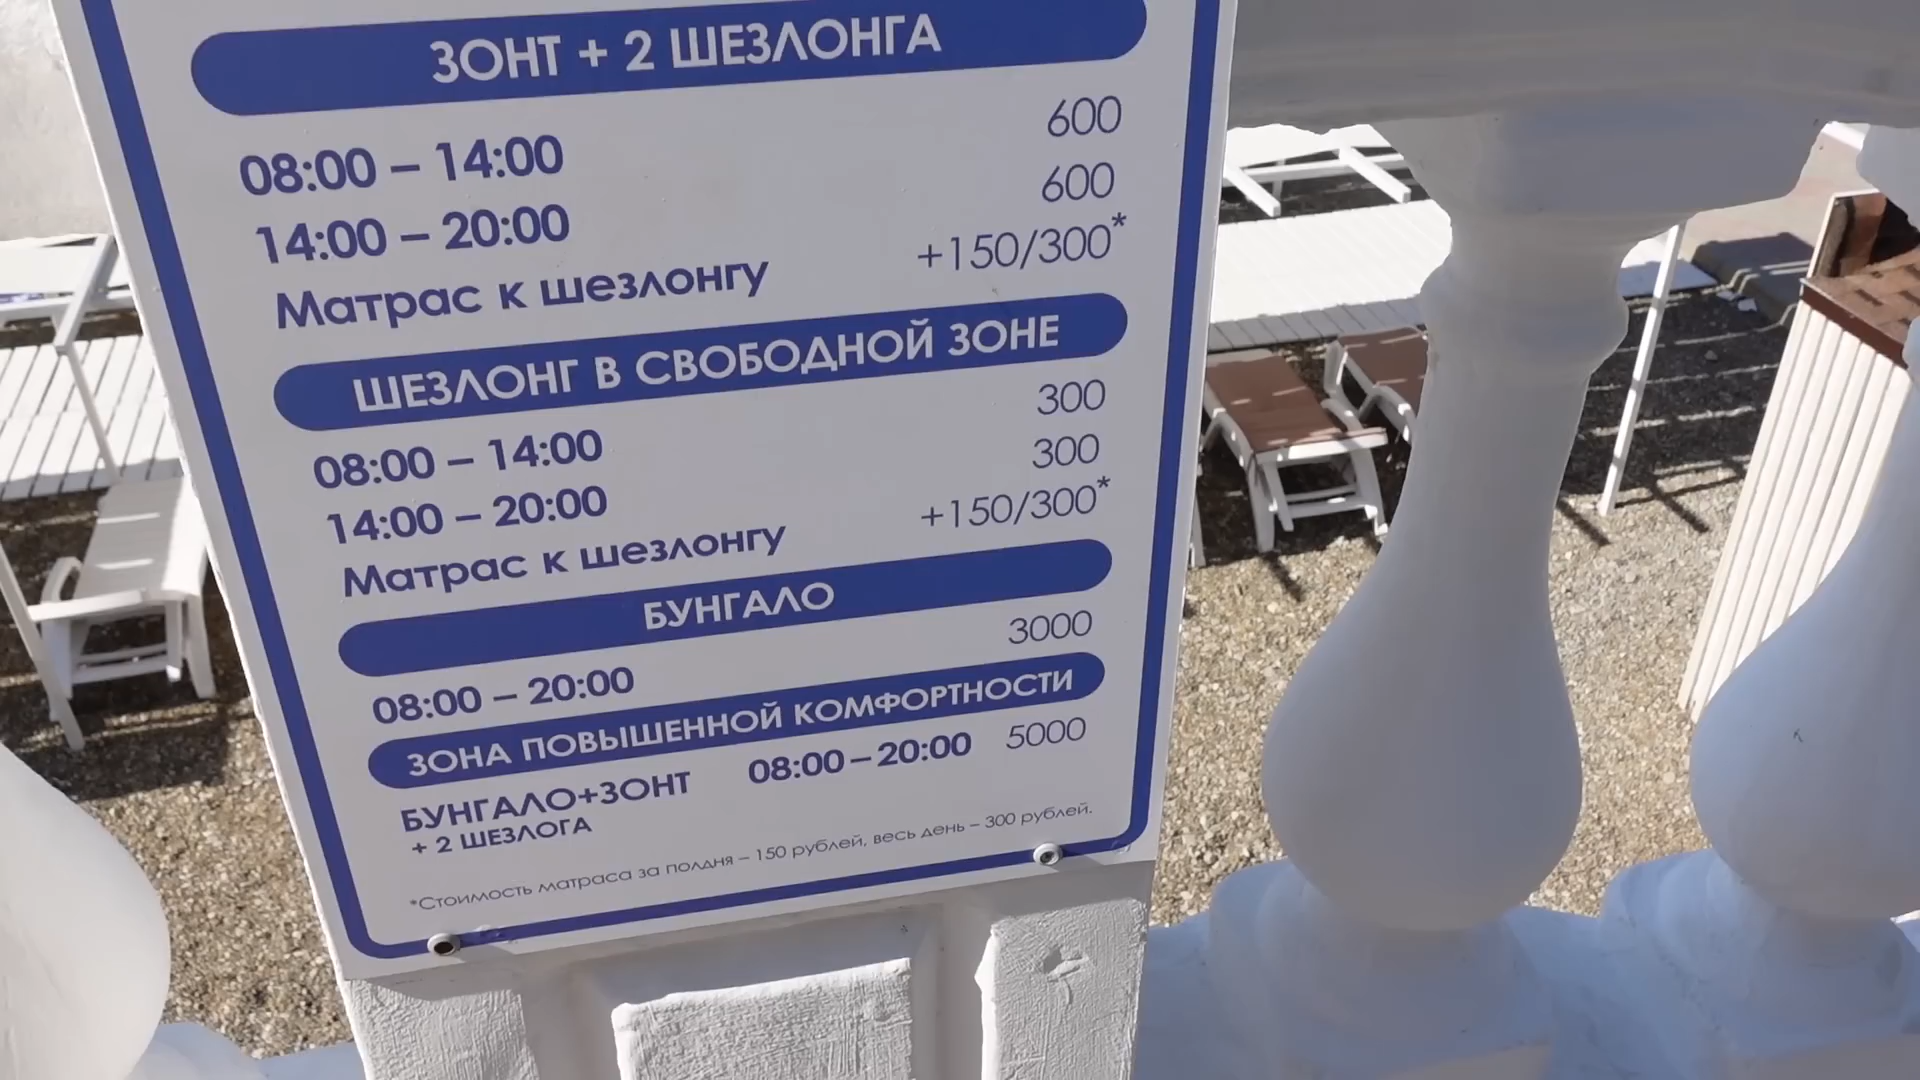 ЗОНТ + 2 ШЕЗЛОНГА
08:00 – 14:00 600
14:00 – 20:00 600
Матрас к шезлонгу +150/300*
ШЕЗЛОНГ В СВОБОДНОЙ ЗОНЕ
08:00 – 14:00 300
14:00 – 20:00 300
Матрас к шезлонгу +150/300*
БУНГАЛО
08:00 – 20:00 3000
ЗОНА ПОВЫШЕННОЙ КОМФОРТНОСТИ
БУНГАЛО+ЗОНТ 08:00 – 20:00 5000
+ 2 ШЕЗЛОГА
*Стоимость матраса за полдня – 150 рублей, весь день – 300 рублей.